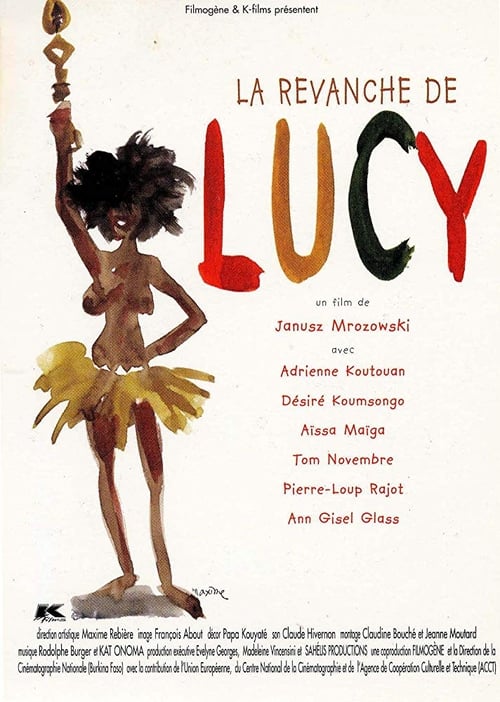 Filmogène & K-films présentent
LA REVANCHE DE
LUCY
un film de
Janusz Mrozowski
avec
Adrienne Koutouan
Désiré Koumsongo
Aïssa Maïga
Tom Novembre
Pierre-Loup Rajot
Ann Gisel Glass
Maxime
K
films
direction artistique Maxime Rebière image François About décor Papa Kouyaté son Claude Hivernon montage Claudine Bouché et Jeanne Moutard
musique Rodolphe Burger et KAT ONOMA production exécutive Evelyne Georges, Madeleine Vincensini et SAHÉLIS PRODUCTIONS une coproduction FILMOGÈNE et la Direction de la
Cinématographie Nationale (Burkina Faso) avec la contribution de l'Union Européenne, du Centre National de la Cinématographie et de l'Agence de Coopération Culturelle et Technique (ACCT)